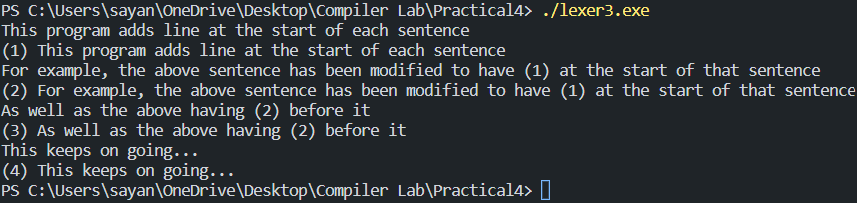 PS C:\Users\sayan\OneDrive\Desktop\Compiler Lab\Practical4> ./lexer3.exe
This program adds line at the start of each sentence
(1) This program adds line at the start of each sentence
For example, the above sentence has been modified to have (1) at the start of that sentence
(2) For example, the above sentence has been modified to have (1) at the start of that sentence
As well as the above having (2) before it
(3) As well as the above having (2) before it
This keeps on going...
(4) This keeps on going...
PS C:\Users\sayan\OneDrive\Desktop\Compiler Lab\Practical4>